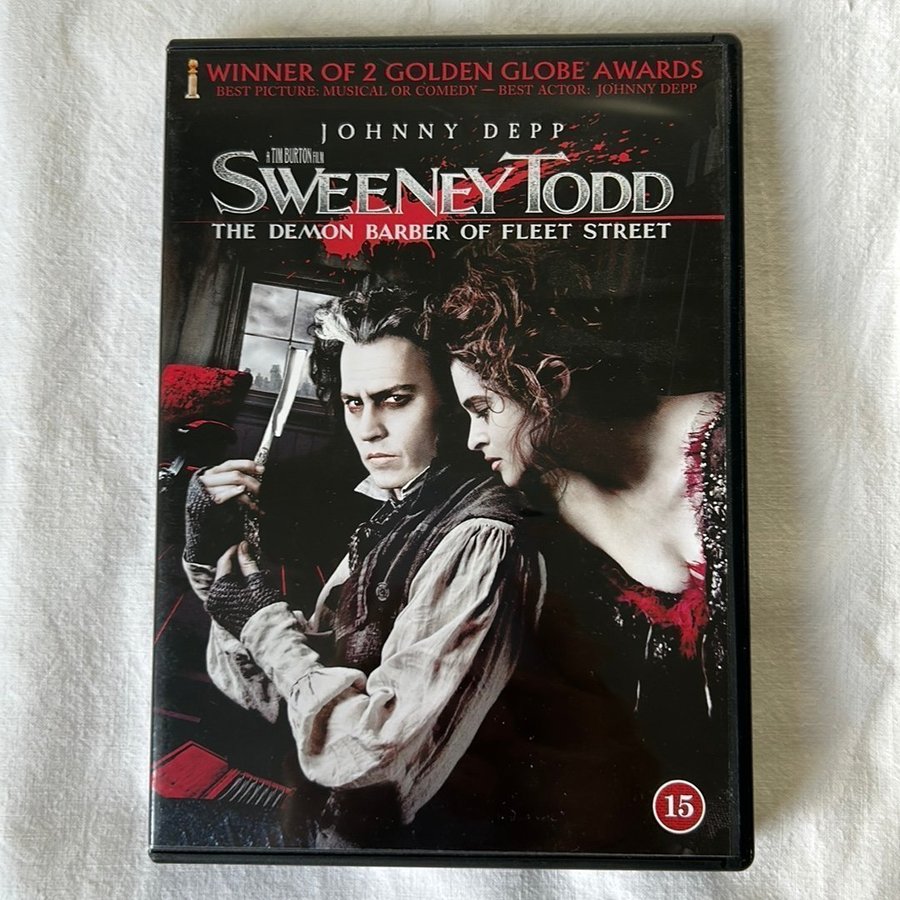 WINNER OF 2 GOLDEN GLOBE® AWARDS
BEST PICTURE: MUSICAL OR COMEDY — BEST ACTOR: JOHNNY DEPP
JOHNNY DEPP
A TIM BURTON FILM
SWEENEY TODD
THE DEMON BARBER OF FLEET STREET
15